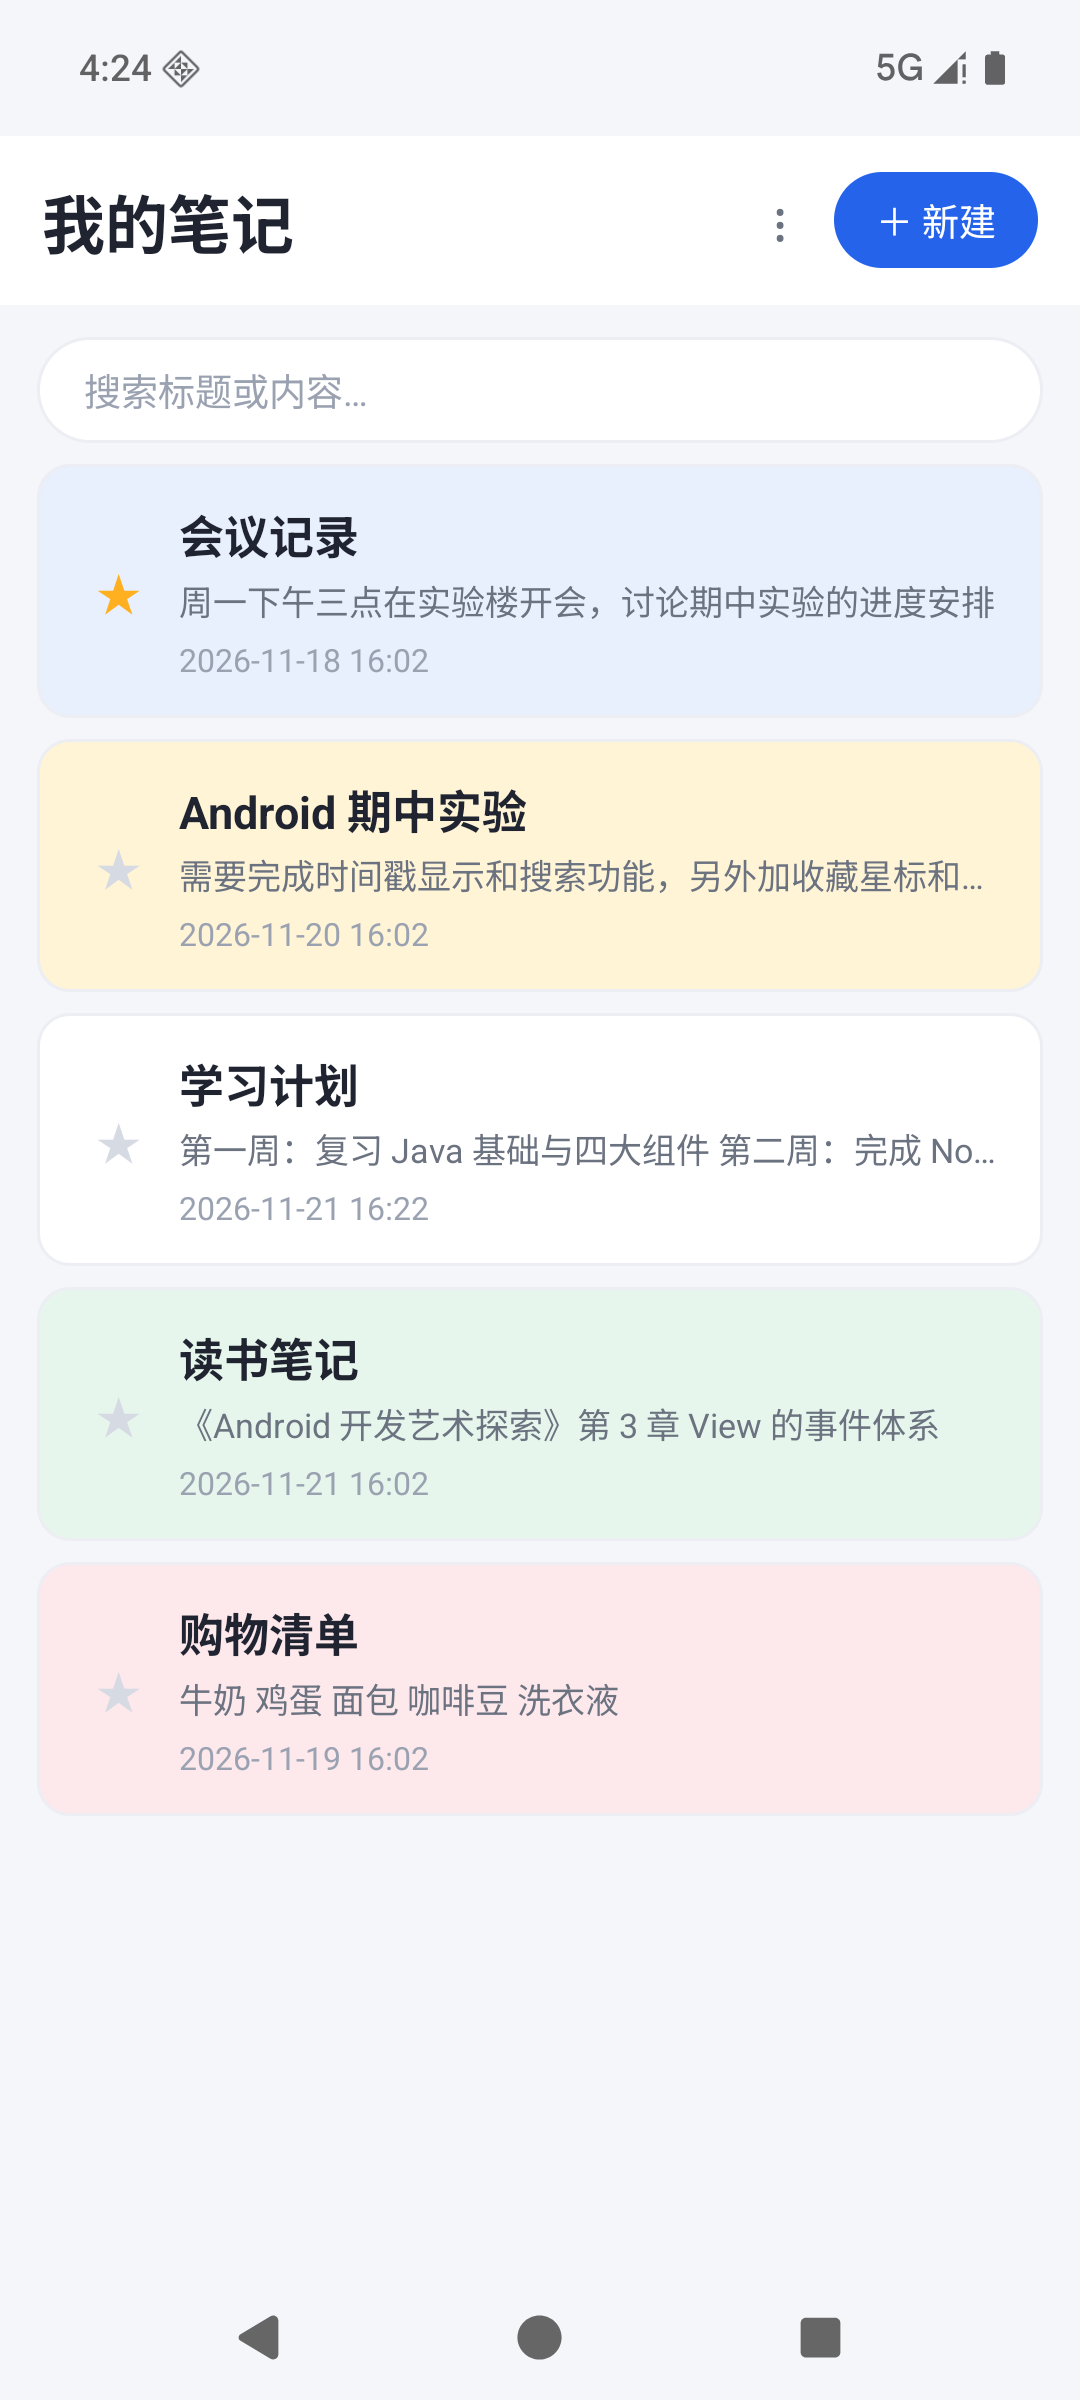 4:24
5G
我的笔记
＋ 新建
搜索标题或内容…
会议记录
周一下午三点在实验楼开会，讨论期中实验的进度安排
2026-11-18 16:02
Android 期中实验
需要完成时间戳显示和搜索功能，另外加收藏星标和…
2026-11-20 16:02
学习计划
第一周：复习 Java 基础与四大组件 第二周：完成 No…
2026-11-21 16:22
读书笔记
《Android 开发艺术探索》第 3 章 View 的事件体系
2026-11-21 16:02
购物清单
牛奶 鸡蛋 面包 咖啡豆 洗衣液
2026-11-19 16:02